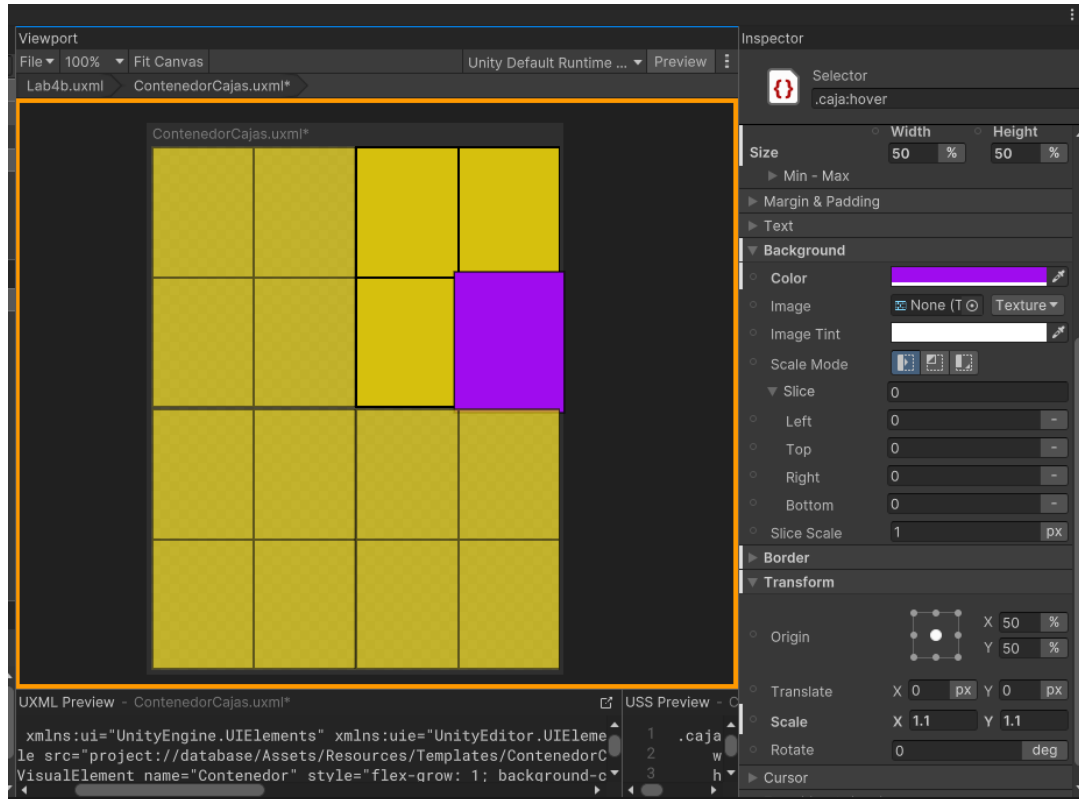 Viewport
File 100% Fit Canvas Unity Default Runtime ... Preview
Lab4b.uxml ContenedorCajas.uxml*
ContenedorCajas.uxml*
UXML Preview - ContenedorCajas.uxml*
xmlns:ui="UnityEngine.UIElements" xmlns:uie="UnityEditor.UIEleme
le src="project://database/Assets/Resources/Templates/ContenedorC
VisualElement name="Contenedor" style="flex-grow: 1; background-c
USS Preview - C
1 .caja
2 w
3 h
Inspector
Selector
.caja:hover
Width Height
Size 50 % 50 %
Min - Max
Margin & Padding
Text
Background
Color
Image None (T Texture
Image Tint
Scale Mode
Slice 0
Left 0 -
Top 0 -
Right 0 -
Bottom 0 -
Slice Scale 1 px
Border
Transform
Origin X 50 %
Y 50 %
Translate X 0 px Y 0 px
Scale X 1.1 Y 1.1
Rotate 0 deg
Cursor